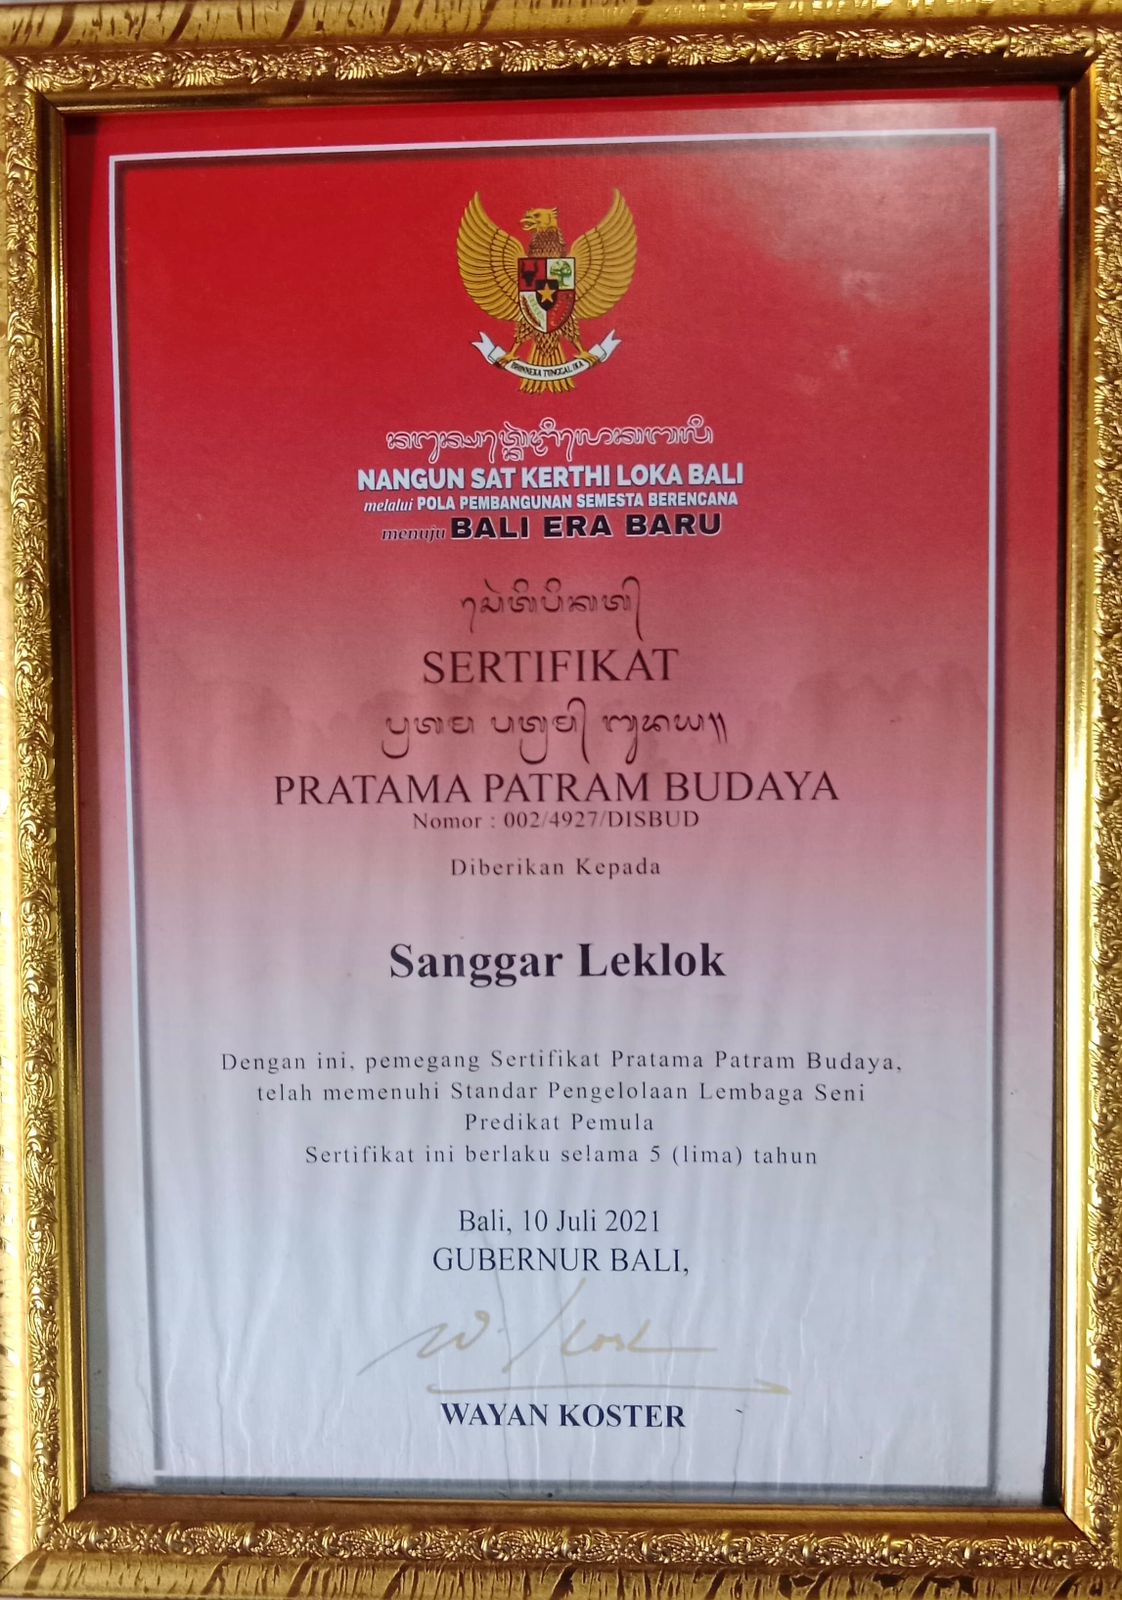 BHINNEKA TUNGGAL IKA
NANGUN SAT KERTHI LOKA BALI
melalui POLA PEMBANGUNAN SEMESTA BERENCANA
menuju BALI ERA BARU
SERTIFIKAT
PRATAMA PATRAM BUDAYA
Nomor : 002/4927/DISBUD
Diberikan Kepada
Sanggar Leklok
Dengan ini, pemegang Sertifikat Pratama Patram Budaya,
telah memenuhi Standar Pengelolaan Lembaga Seni
Predikat Pemula
Sertifikat ini berlaku selama 5 (lima) tahun
Bali, 10 Juli 2021
GUBERNUR BALI,
WAYAN KOSTER